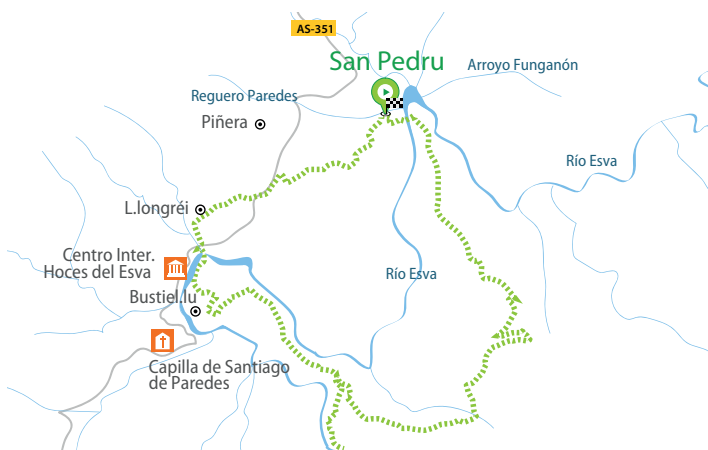 AS-351
San Pedru
Arroyo Funganón
Reguero Paredes
Piñera
Río Esva
L.longréi
Centro Inter.
Hoces del Esva
Río Esva
Bustiel.lu
Capilla de Santiago
de Paredes